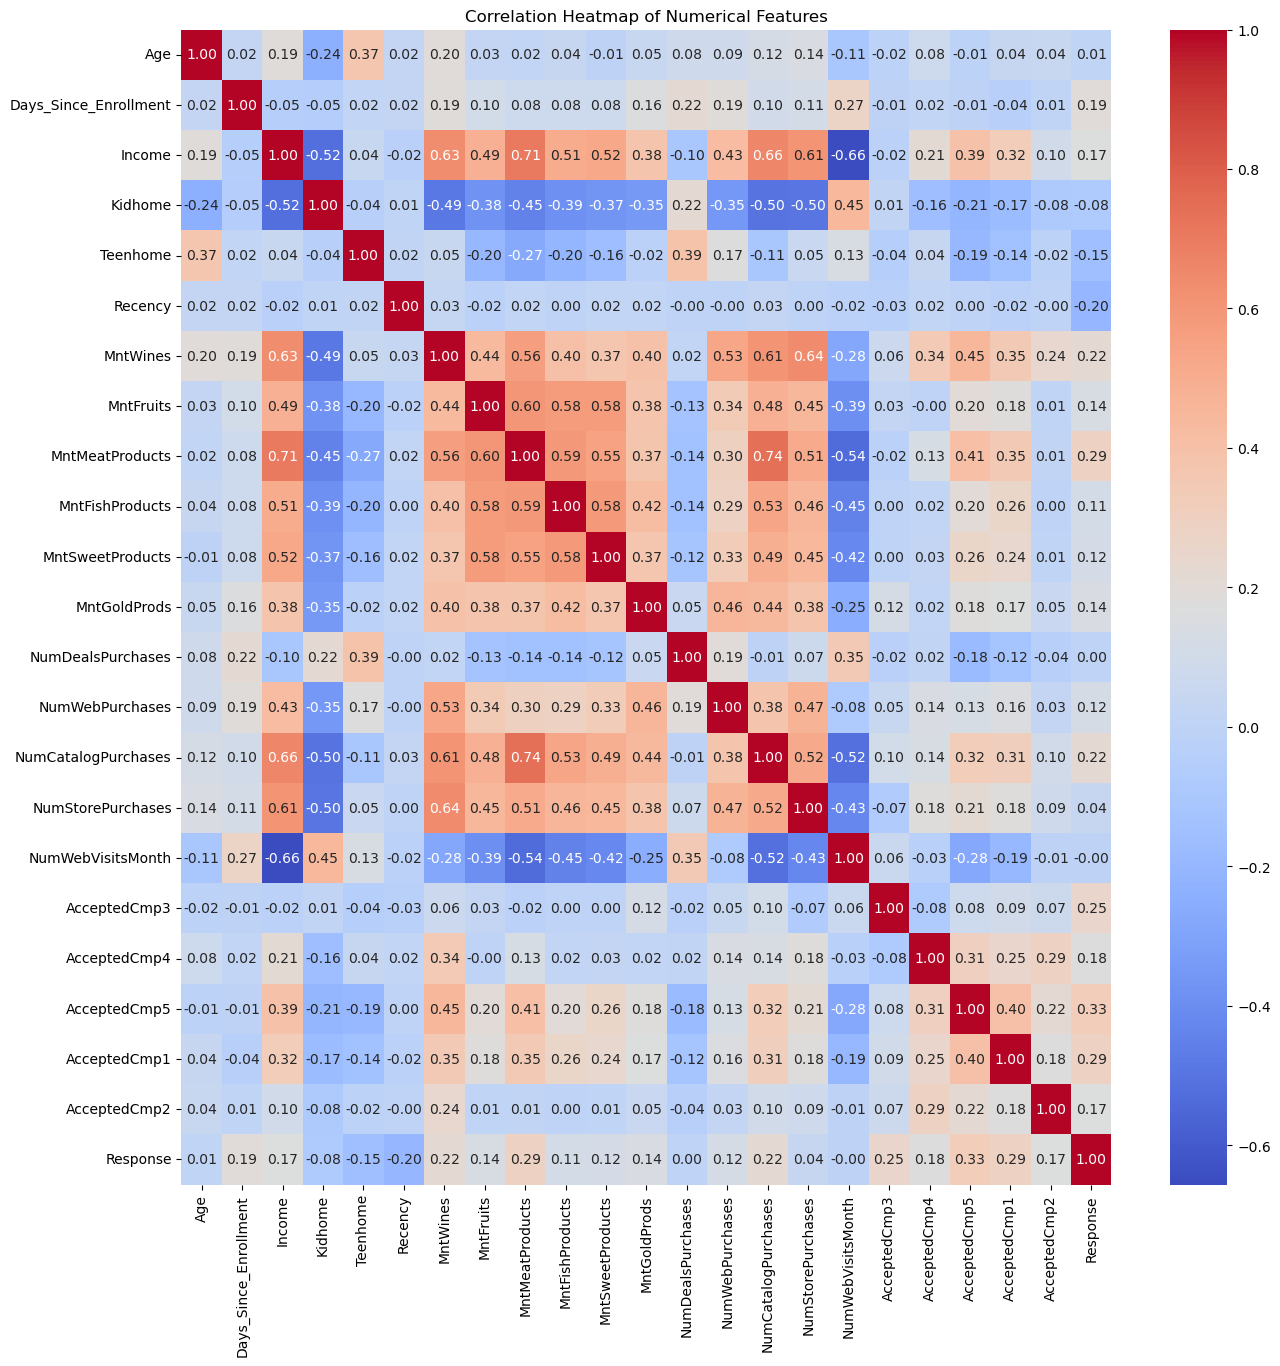 Correlation Heatmap of Numerical Features
Age 1.00 0.02 0.19 -0.24 0.37 0.02 0.20 0.03 0.02 0.04 -0.01 0.05 0.08 0.09 0.12 0.14 -0.11 -0.02 0.08 -0.01 0.04 0.04 0.01
Days_Since_Enrollment 0.02 1.00 -0.05 -0.05 0.02 0.02 0.19 0.10 0.08 0.08 0.08 0.16 0.22 0.19 0.10 0.11 0.27 -0.01 0.02 -0.01 -0.04 0.01 0.19
Income 0.19 -0.05 1.00 -0.52 0.04 -0.02 0.63 0.49 0.71 0.51 0.52 0.38 -0.10 0.43 0.66 0.61 -0.66 -0.02 0.21 0.39 0.32 0.10 0.17
Kidhome -0.24 -0.05 -0.52 1.00 -0.04 0.01 -0.49 -0.38 -0.45 -0.39 -0.37 -0.35 0.22 -0.35 -0.50 -0.50 0.45 0.01 -0.16 -0.21 -0.17 -0.08 -0.08
Teenhome 0.37 0.02 0.04 -0.04 1.00 0.02 0.05 -0.20 -0.27 -0.20 -0.16 -0.02 0.39 0.17 -0.11 0.05 0.13 -0.04 0.04 -0.19 -0.14 -0.02 -0.15
Recency 0.02 0.02 -0.02 0.01 0.02 1.00 0.03 -0.02 0.02 0.00 0.02 0.02 -0.00 -0.00 0.03 0.00 -0.02 -0.03 0.02 0.00 -0.02 -0.00 -0.20
MntWines 0.20 0.19 0.63 -0.49 0.05 0.03 1.00 0.44 0.56 0.40 0.37 0.40 0.02 0.53 0.61 0.64 -0.28 0.06 0.34 0.45 0.35 0.24 0.22
MntFruits 0.03 0.10 0.49 -0.38 -0.20 -0.02 0.44 1.00 0.60 0.58 0.58 0.38 -0.13 0.34 0.48 0.45 -0.39 0.03 -0.00 0.20 0.18 0.01 0.14
MntMeatProducts 0.02 0.08 0.71 -0.45 -0.27 0.02 0.56 0.60 1.00 0.59 0.55 0.37 -0.14 0.30 0.74 0.51 -0.54 -0.02 0.13 0.41 0.35 0.01 0.29
MntFishProducts 0.04 0.08 0.51 -0.39 -0.20 0.00 0.40 0.58 0.59 1.00 0.58 0.42 -0.14 0.29 0.53 0.46 -0.45 0.00 0.02 0.20 0.26 0.00 0.11
MntSweetProducts -0.01 0.08 0.52 -0.37 -0.16 0.02 0.37 0.58 0.55 0.58 1.00 0.37 -0.12 0.33 0.49 0.45 -0.42 0.00 0.03 0.26 0.24 0.01 0.12
MntGoldProds 0.05 0.16 0.38 -0.35 -0.02 0.02 0.40 0.38 0.37 0.42 0.37 1.00 0.05 0.46 0.44 0.38 -0.25 0.12 0.02 0.18 0.17 0.05 0.14
NumDealsPurchases 0.08 0.22 -0.10 0.22 0.39 -0.00 0.02 -0.13 -0.14 -0.14 -0.12 0.05 1.00 0.19 -0.01 0.07 0.35 -0.02 0.02 -0.18 -0.12 -0.04 0.00
NumWebPurchases 0.09 0.19 0.43 -0.35 0.17 -0.00 0.53 0.34 0.30 0.29 0.33 0.46 0.19 1.00 0.38 0.47 -0.08 0.05 0.14 0.13 0.16 0.03 0.12
NumCatalogPurchases 0.12 0.10 0.66 -0.50 -0.11 0.03 0.61 0.48 0.74 0.53 0.49 0.44 -0.01 0.38 1.00 0.52 -0.52 0.10 0.14 0.32 0.31 0.10 0.22
NumStorePurchases 0.14 0.11 0.61 -0.50 0.05 0.00 0.64 0.45 0.51 0.46 0.45 0.38 0.07 0.47 0.52 1.00 -0.43 -0.07 0.18 0.21 0.18 0.09 0.04
NumWebVisitsMonth -0.11 0.27 -0.66 0.45 0.13 -0.02 -0.28 -0.39 -0.54 -0.45 -0.42 -0.25 0.35 -0.08 -0.52 -0.43 1.00 0.06 -0.03 -0.28 -0.19 -0.01 -0.00
AcceptedCmp3 -0.02 -0.01 -0.02 0.01 -0.04 -0.03 0.06 0.03 -0.02 0.00 0.00 0.12 -0.02 0.05 0.10 -0.07 0.06 1.00 -0.08 0.08 0.09 0.07 0.25
AcceptedCmp4 0.08 0.02 0.21 -0.16 0.04 0.02 0.34 -0.00 0.13 0.02 0.03 0.02 0.02 0.14 0.14 0.18 -0.03 -0.08 1.00 0.31 0.25 0.29 0.18
AcceptedCmp5 -0.01 -0.01 0.39 -0.21 -0.19 0.00 0.45 0.20 0.41 0.20 0.26 0.18 -0.18 0.13 0.32 0.21 -0.28 0.08 0.31 1.00 0.40 0.22 0.33
AcceptedCmp1 0.04 -0.04 0.32 -0.17 -0.14 -0.02 0.35 0.18 0.35 0.26 0.24 0.17 -0.12 0.16 0.31 0.18 -0.19 0.09 0.25 0.40 1.00 0.18 0.29
AcceptedCmp2 0.04 0.01 0.10 -0.08 -0.02 -0.00 0.24 0.01 0.01 0.00 0.01 0.05 -0.04 0.03 0.10 0.09 -0.01 0.07 0.29 0.22 0.18 1.00 0.17
Response 0.01 0.19 0.17 -0.08 -0.15 -0.20 0.22 0.14 0.29 0.11 0.12 0.14 0.00 0.12 0.22 0.04 -0.00 0.25 0.18 0.33 0.29 0.17 1.00
Age
Days_Since_Enrollment
Income
Kidhome
Teenhome
Recency
MntWines
MntFruits
MntMeatProducts
MntFishProducts
MntSweetProducts
MntGoldProds
NumDealsPurchases
NumWebPurchases
NumCatalogPurchases
NumStorePurchases
NumWebVisitsMonth
AcceptedCmp3
AcceptedCmp4
AcceptedCmp5
AcceptedCmp1
AcceptedCmp2
Response
1.0
0.8
0.6
0.4
0.2
0.0
−0.2
−0.4
−0.6